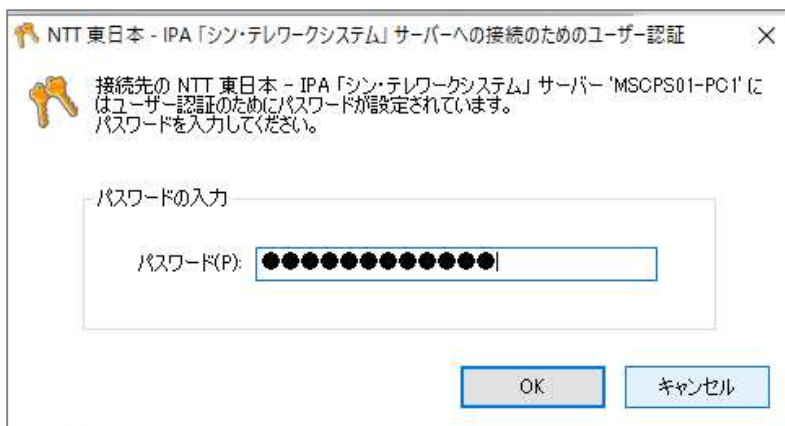 NTT 東日本 - IPA「シン・テレワークシステム」サーバーへの接続のためのユーザー認証
接続先の NTT 東日本 - IPA「シン・テレワークシステム」サーバー 'MSCPS01-PC1' に
はユーザー認証のためにパスワードが設定されています。
パスワードを入力してください。
パスワードの入力
パスワード(P): ●●●●●●●●●●●●
OK キャンセル